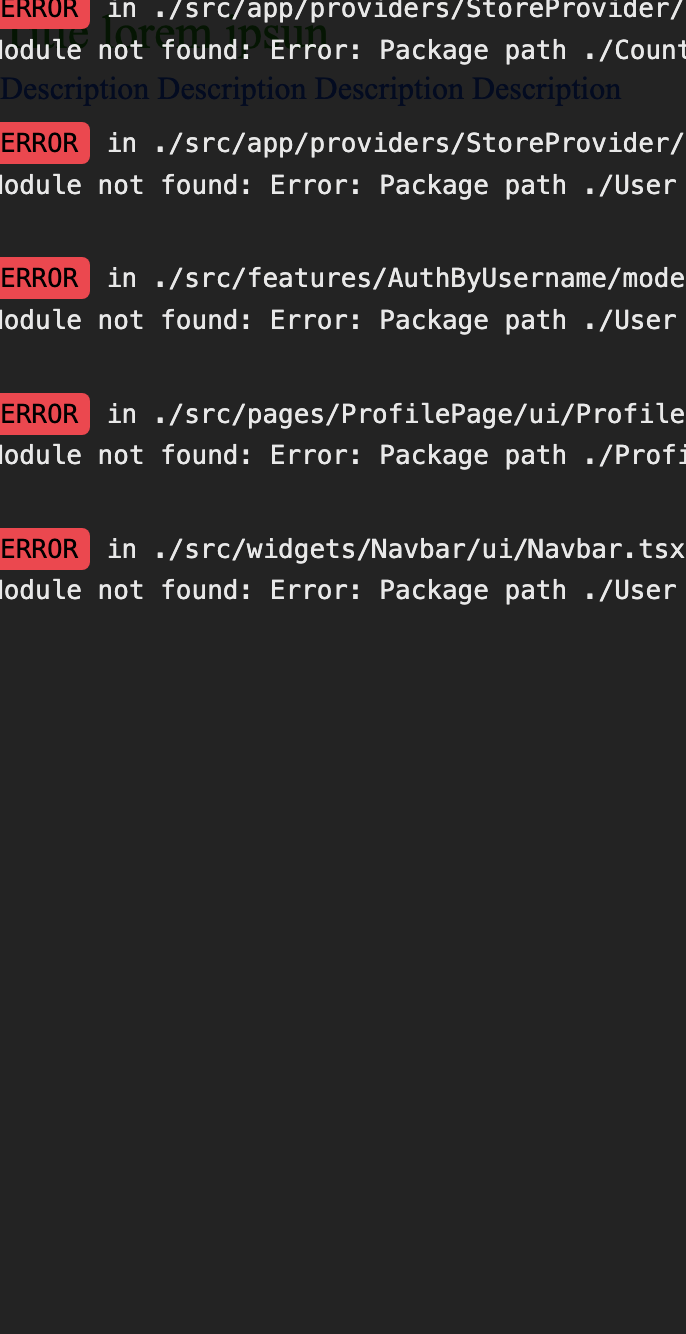 ERROR in ./src/app/providers/StoreProvider/
Title lorem ipsun
Module not found: Error: Package path ./Count
Description Description Description Description
ERROR in ./src/app/providers/StoreProvider/
Module not found: Error: Package path ./User
ERROR in ./src/features/AuthByUsername/mode
Module not found: Error: Package path ./User
ERROR in ./src/pages/ProfilePage/ui/Profile
Module not found: Error: Package path ./Profi
ERROR in ./src/widgets/Navbar/ui/Navbar.tsx
Module not found: Error: Package path ./User